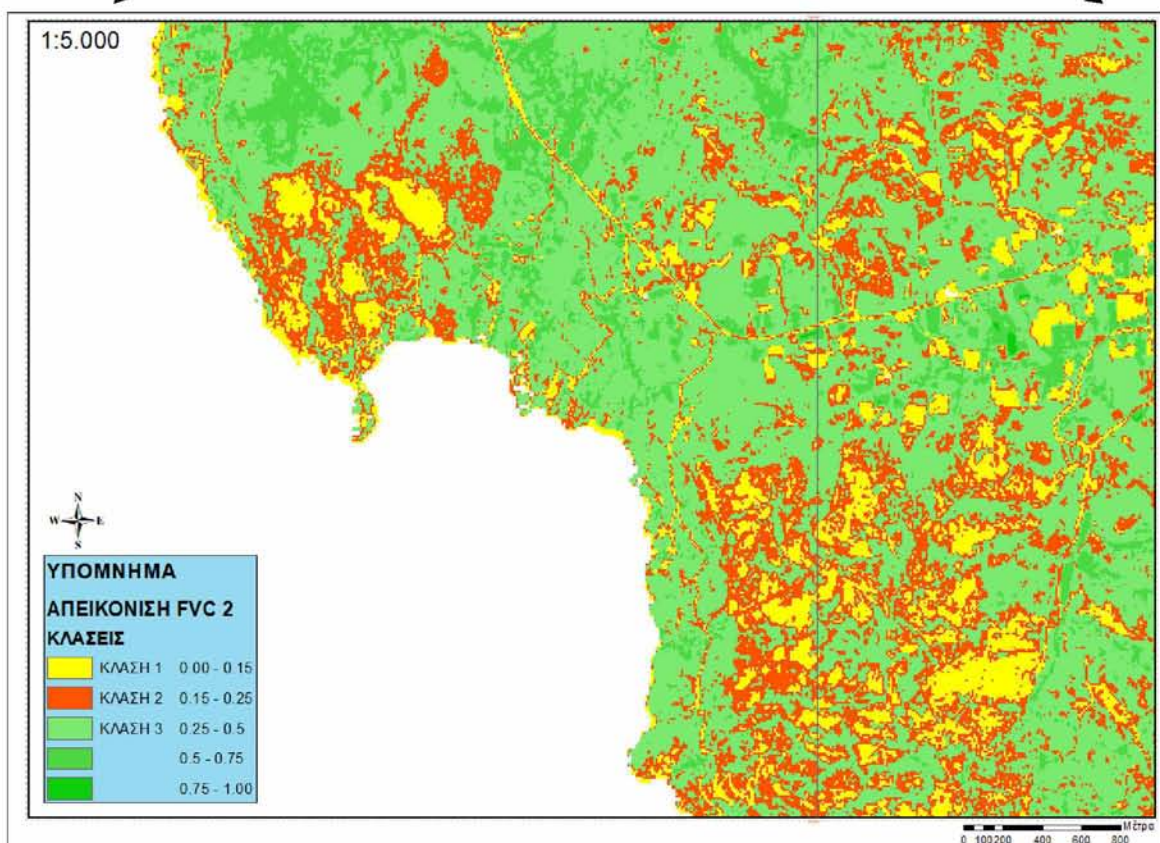 1:5.000
N
W E
S
ΥΠΟΜΝΗΜΑ
ΑΠΕΙΚΟΝΙΣΗ FVC 2
ΚΛΑΣΕΙΣ
ΚΛΑΣΗ 1 0.00 - 0.15
ΚΛΑΣΗ 2 0.15 - 0.25
ΚΛΑΣΗ 3 0.25 - 0.5
0.5 - 0.75
0.75 - 1.00
Μέτρα
0 100 200 400 600 800